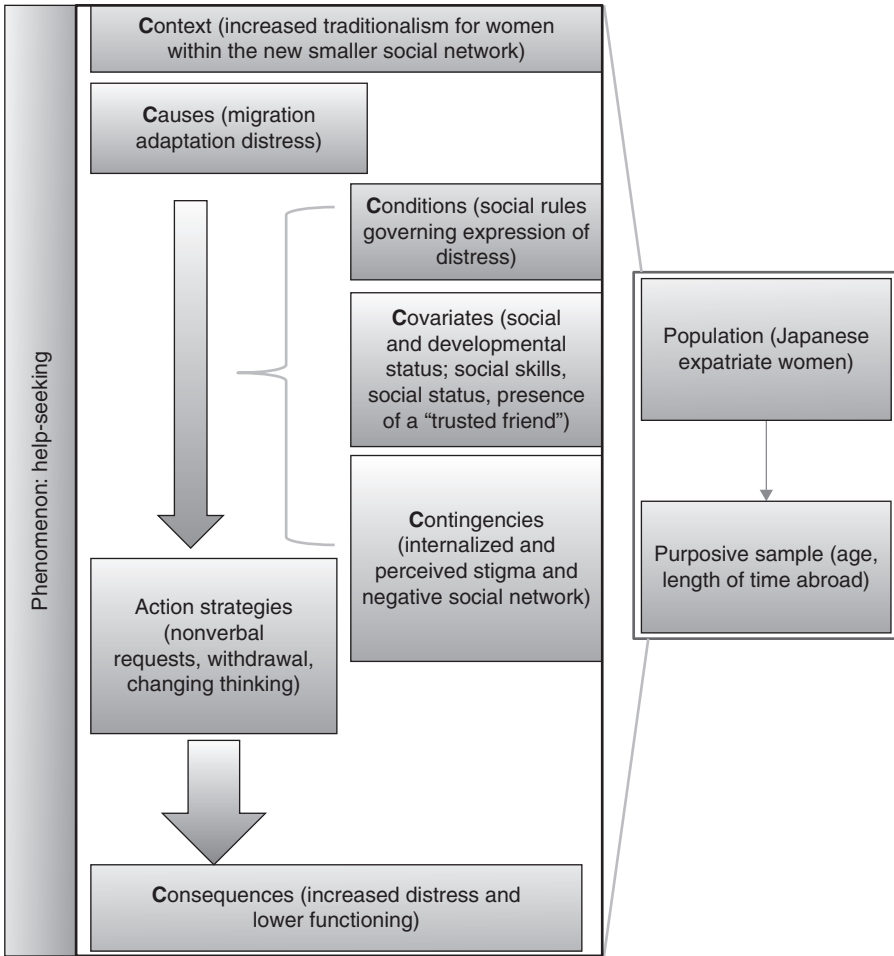 Phenomenon: help-seeking
Context (increased traditionalism for women
within the new smaller social network)
Causes (migration
adaptation distress)
Conditions (social rules
governing expression of
distress)
Covariates (social
and developmental
status; social skills,
social status, presence
of a “trusted friend”)
Contingencies
(internalized and
perceived stigma and
negative social network)
Action strategies
(nonverbal
requests, withdrawal,
changing thinking)
Consequences (increased distress and
lower functioning)
Population (Japanese
expatriate women)
Purposive sample (age,
length of time abroad)